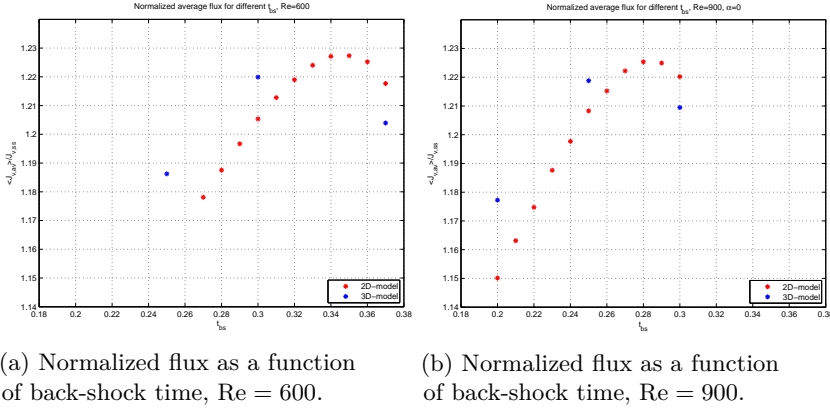 Normalized average flux for different t_bs, Re=600
1.23
1.22
1.21
1.2
1.19
1.18
1.17
1.16
1.15
1.14
<J_v,av>/J_v,ss
0.18 0.2 0.22 0.24 0.26 0.28 0.3 0.32 0.34 0.36 0.38
t_bs
2D-model
3D-model
(a) Normalized flux as a function
of back-shock time, Re = 600.
Normalized average flux for different t_bs, Re=900, α=0
1.23
1.22
1.21
1.2
1.19
1.18
1.17
1.16
1.15
1.14
<J_v,av>/J_v,ss
0.18 0.2 0.22 0.24 0.26 0.28 0.3 0.32 0.34 0.36 0.38
t_bs
2D-model
3D-model
(b) Normalized flux as a function
of back-shock time, Re = 900.